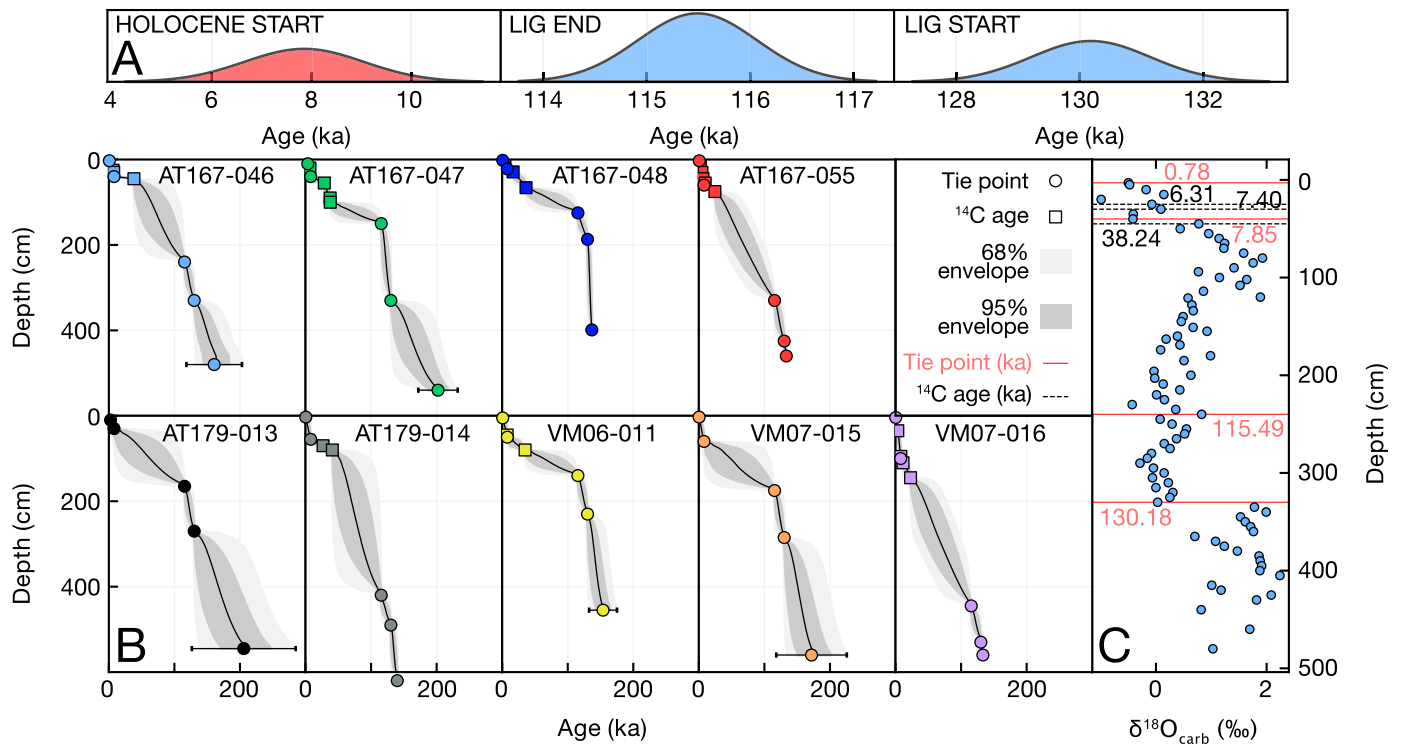 HOLOCENE START
LIG END
LIG START
A
4 6 8 10
114 115 116 117
128 130 132
Age (ka)
Age (ka)
Age (ka)
Depth (cm)
0
200
400
AT167-046
AT167-047
AT167-048
AT167-055
Tie point
¹⁴C age
68%
envelope
95%
envelope
Tie point (ka)
¹⁴C age (ka)
Depth (cm)
0
200
400
AT179-013
AT179-014
VM06-011
VM07-015
VM07-016
B
0 200
0 200
0 200
0 200
0 200
Age (ka)
0.78
6.31
7.40
38.24
7.85
115.49
130.18
C
0
100
200
300
400
500
Depth (cm)
0 2
δ¹⁸O_carb (‰)